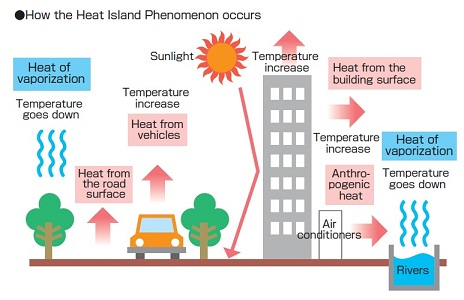 ●How the Heat Island Phenomenon occurs
Sunlight
Temperature
increase
Heat of
vaporization
Temperature
goes down
Temperature
increase
Heat from
vehicles
Heat from
the road
surface
Heat from the
building surface
Temperature
increase
Anthro-
pogenic
heat
Air
conditioners
Heat of
vaporization
Temperature
goes down
Rivers